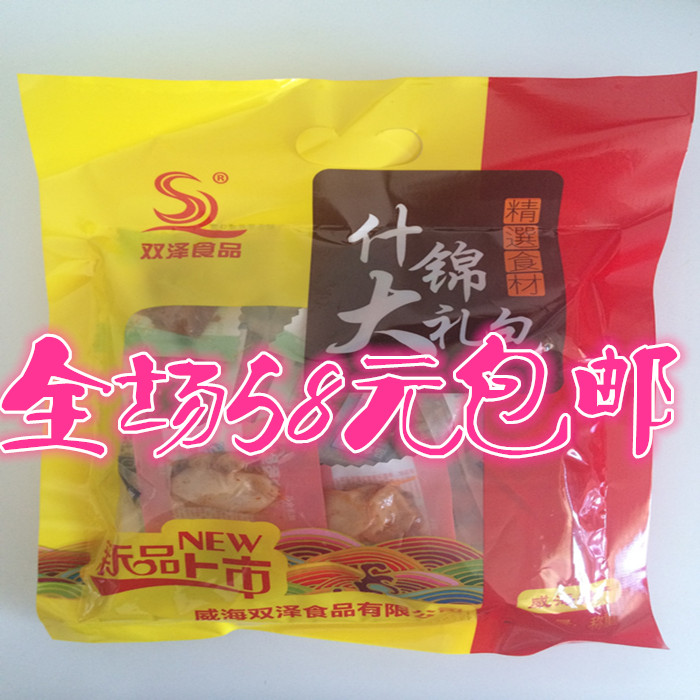 ®
双泽食品
精選食材
什锦
大礼包
全场58元包邮
NEW
新品上市
威海双泽食品有限